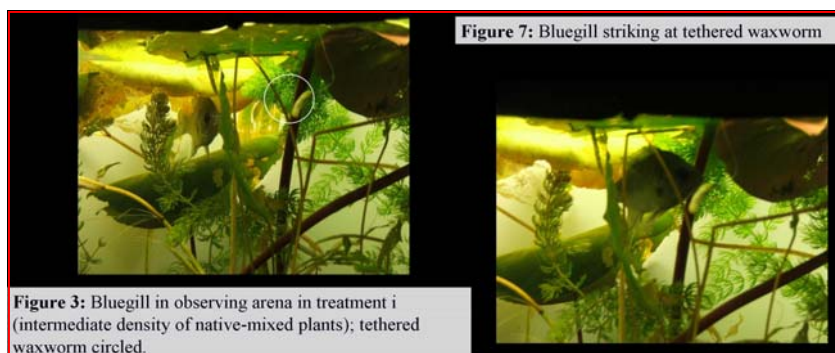 Figure 7: Bluegill striking at tethered waxworm
Figure 3: Bluegill in observing arena in treatment i
(intermediate density of native-mixed plants); tethered
waxworm circled.